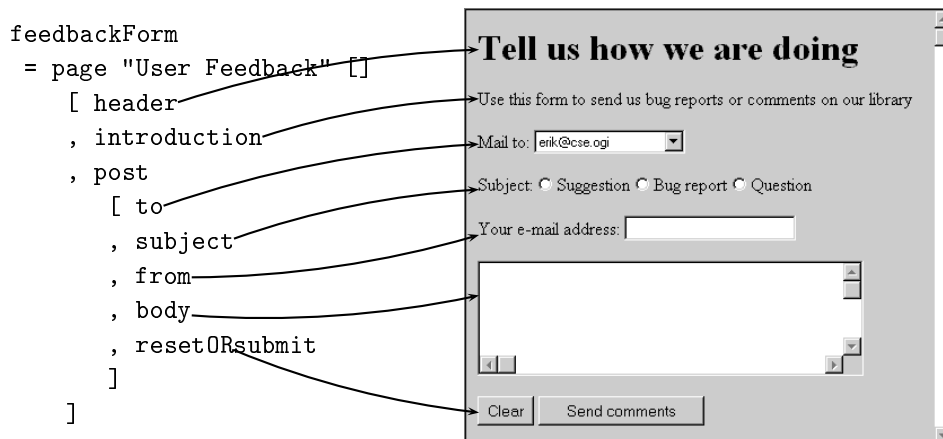 feedbackForm
= page "User Feedback" []
[ header
, introduction
, post
[ to
, subject
, from
, body
, resetORsubmit
]
]
Tell us how we are doing
Use this form to send us bug reports or comments on our library
Mail to: erik@cse.ogi
Subject: Suggestion Bug report Question
Your e-mail address:
Clear Send comments